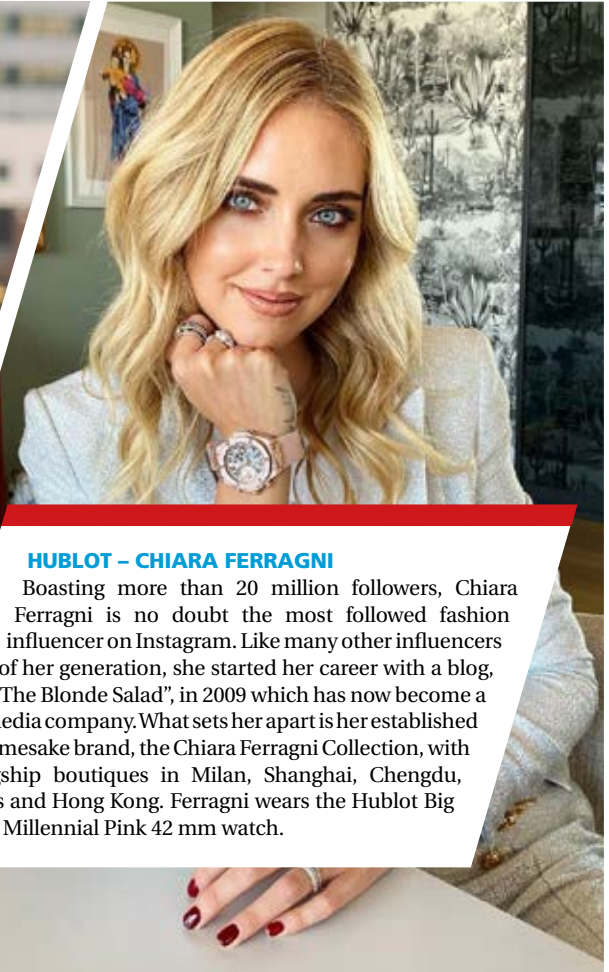 HUBLOT – CHIARA FERRAGNI
Boasting more than 20 million followers, Chiara
Ferragni is no doubt the most followed fashion
influencer on Instagram. Like many other influencers
of her generation, she started her career with a blog,
The Blonde Salad”, in 2009 which has now become a
edia company. What sets her apart is her established
mesake brand, the Chiara Ferragni Collection, with
gship boutiques in Milan, Shanghai, Chengdu,
s and Hong Kong. Ferragni wears the Hublot Big
Millennial Pink 42 mm watch.